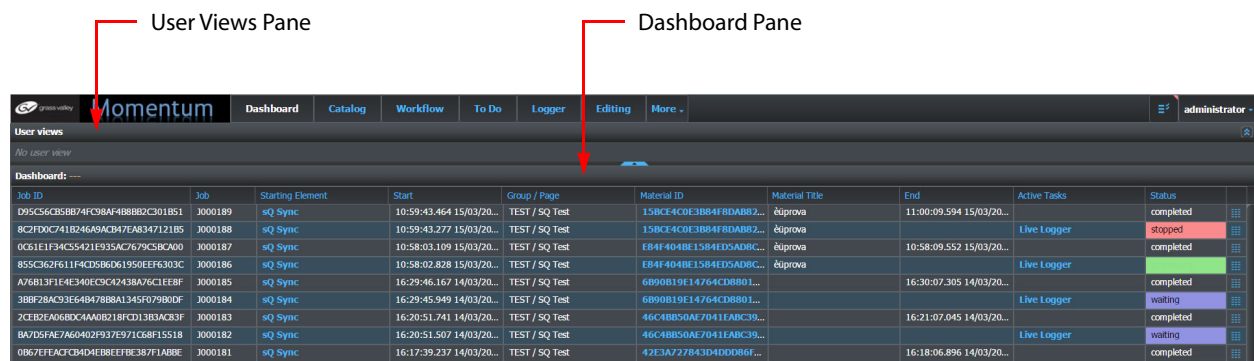 User Views Pane Dashboard Pane
grass valley Momentum Dashboard Catalog Workflow To Do Logger Editing More administrator
User views
No user view
Dashboard: ---
Job ID Job Starting Element Start Group / Page Material ID Material Title End Active Tasks Status
D95C56CB5BB74FC98AF4B8BB2C301B51 J000189 sQ Sync 10:59:43.464 15/03/20... TEST / SQ Test 15BCE4C0E3B84F8DAB82... èüprova 11:00:09.594 15/03/20... completed
8C2FD0C741B246A9ACB47EA8347121B5 J000188 sQ Sync 10:59:43.277 15/03/20... TEST / SQ Test 15BCE4C0E3B84F8DAB82... èüprova Live Logger stopped
0C61E1F34C55421E935AC7679C5BCA00 J000187 sQ Sync 10:58:03.109 15/03/20... TEST / SQ Test E84F404BE1584ED5AD8C... èüprova 10:58:09.552 15/03/20... completed
855C362F611F4CD5B6D61950EEF6303C J000186 sQ Sync 10:58:02.828 15/03/20... TEST / SQ Test E84F404BE1584ED5AD8C... èüprova Live Logger
A76B13F1E4E340EC9C42438A76C1EE8F J000185 sQ Sync 16:29:46.167 14/03/20... TEST / SQ Test 6B90B19E14764CD8801... 16:30:07.305 14/03/20... completed
3BBF28AC93E64B478B8A1345F079B0DF J000184 sQ Sync 16:29:45.949 14/03/20... TEST / SQ Test 6B90B19E14764CD8801... Live Logger waiting
2CEB2EA06BDC4AA0B218FCD13B3AC83F J000183 sQ Sync 16:20:51.741 14/03/20... TEST / SQ Test 46C4BB50AE7041EABC39... 16:21:07.045 14/03/20... completed
BA7D5FAE7A60402F937E971C68F15518 J000182 sQ Sync 16:20:51.507 14/03/20... TEST / SQ Test 46C4BB50AE7041EABC39... Live Logger waiting
0B67EFEACFCB4D4EB8EEFBE387F1ABBE J000181 sQ Sync 16:17:39.237 14/03/20... TEST / SQ Test 42E3A727843D4DDD86F... 16:18:06.896 14/03/20... completed